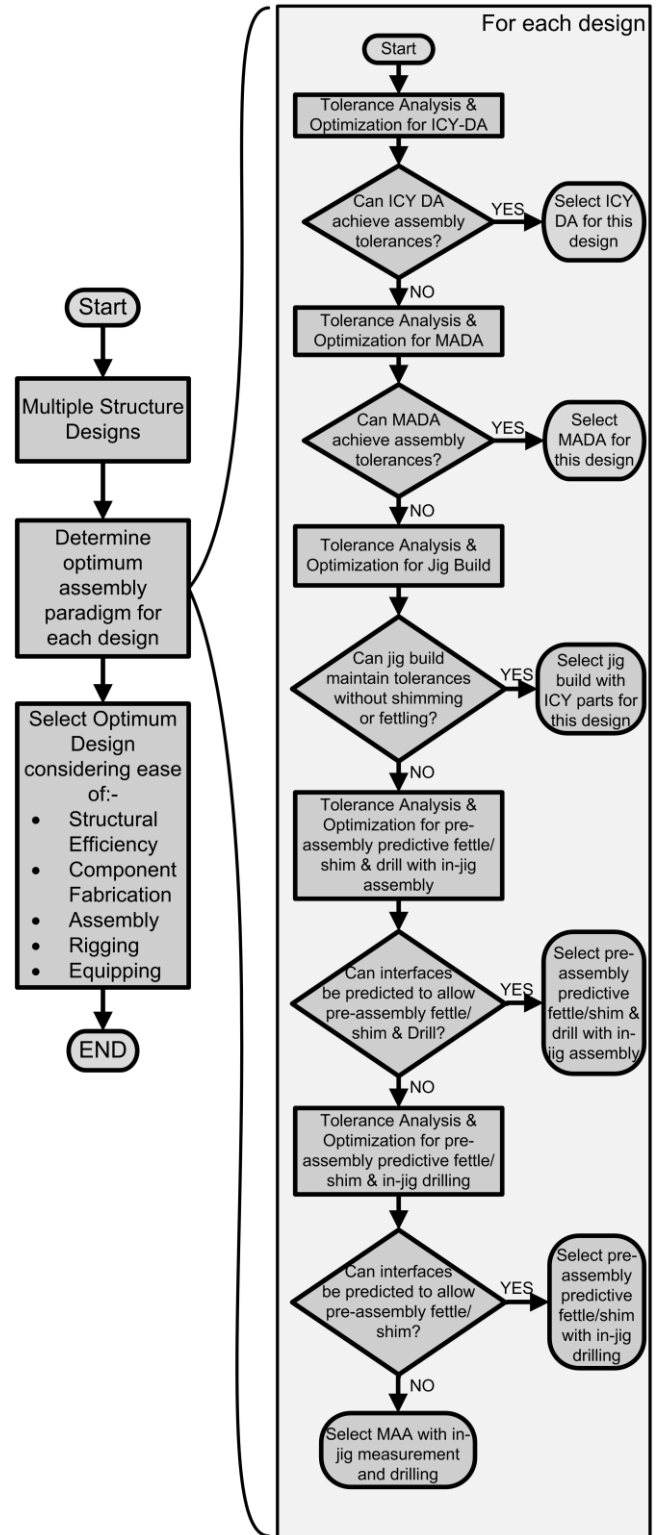 Start
Multiple Structure
Designs
Determine
optimum
assembly
paradigm for
each design
Select Optimum
Design
considering ease
of:-
• Structural
Efficiency
• Component
Fabrication
• Assembly
• Rigging
• Equipping
END
For each design
Start
Tolerance Analysis &
Optimization for ICY-DA
Can ICY DA
achieve assembly
tolerances?
YES
Select ICY
DA for this
design
NO
Tolerance Analysis &
Optimization for MADA
Can MADA
achieve assembly
tolerances?
YES
Select
MADA for
this design
NO
Tolerance Analysis &
Optimization for Jig Build
Can jig build
maintain tolerances
without shimming
or fettling?
YES
Select jig
build with
ICY parts for
this design
NO
Tolerance Analysis &
Optimization for pre-
assembly predictive fettle/
shim & drill with in-jig
assembly
Can interfaces
be predicted to allow
pre-assembly fettle/
shim & Drill?
YES
Select pre-
assembly
predictive
fettle/shim &
drill with in-
jig assembly
NO
Tolerance Analysis &
Optimization for pre-
assembly predictive fettle/
shim & in-jig drilling
Can interfaces
be predicted to allow
pre-assembly fettle/
shim?
YES
Select pre-
assembly
predictive
fettle/shim
with in-jig
drilling
NO
Select MAA with in-
jig measurement
and drilling